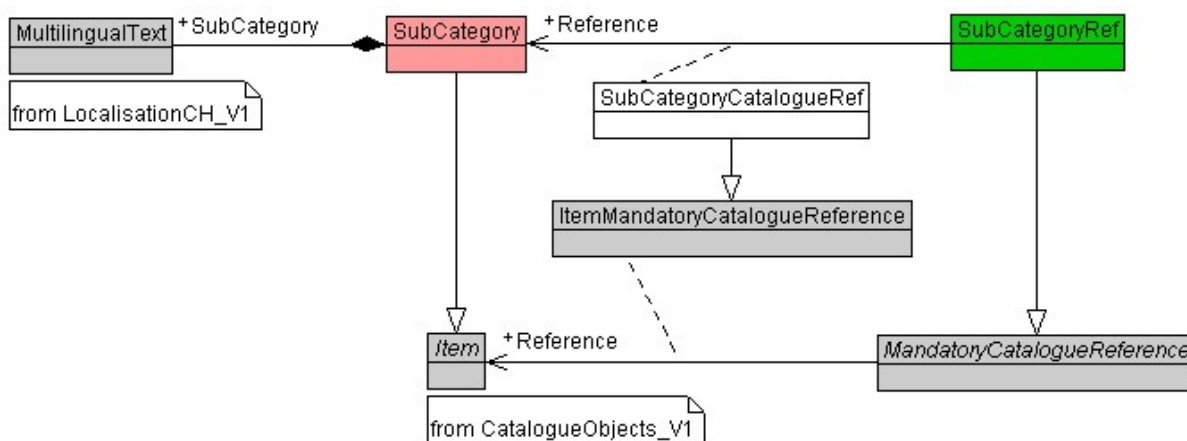 MultilingualText
+SubCategory
SubCategory
+Reference
SubCategoryRef
from LocalisationCH_V1
SubCategoryCatalogueRef
ItemMandatoryCatalogueReference
Item
+Reference
MandatoryCatalogueReference
from CatalogueObjects_V1